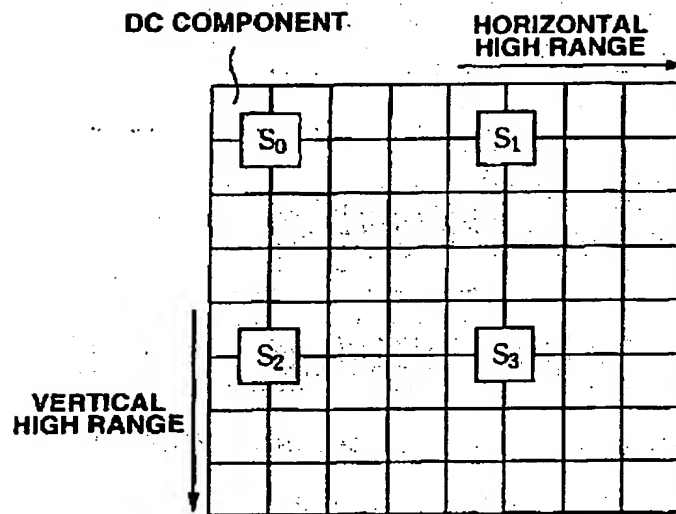 DC COMPONENT
HORIZONTAL
HIGH RANGE
S0
S1
S2
S3
VERTICAL
HIGH RANGE